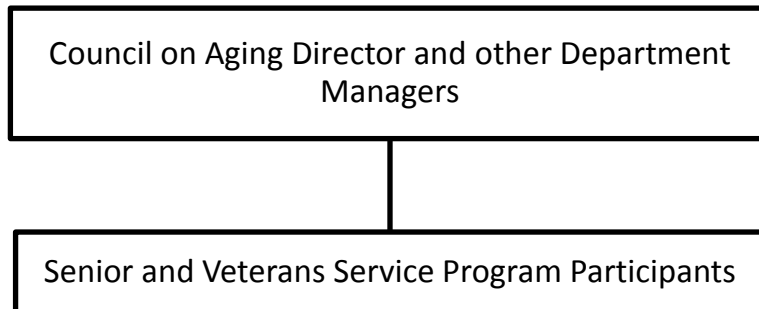 Council on Aging Director and other Department
Managers
Senior and Veterans Service Program Participants